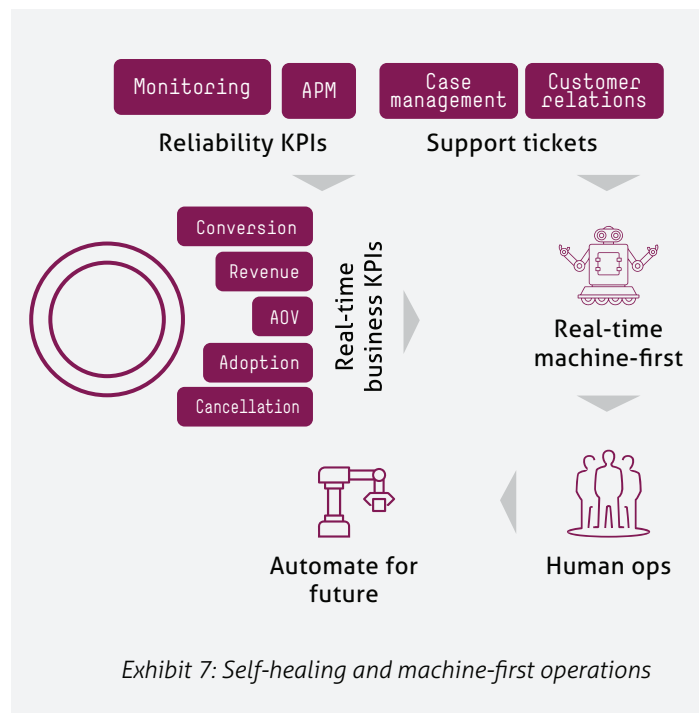 Monitoring
APM
Case
management
Customer
relations
Reliability KPIs
Support tickets
Conversion
Revenue
AOV
Adoption
Cancellation
Real-time
business KPIs
Real-time
machine-first
Automate for
future
Human ops
Exhibit 7: Self-healing and machine-first operations